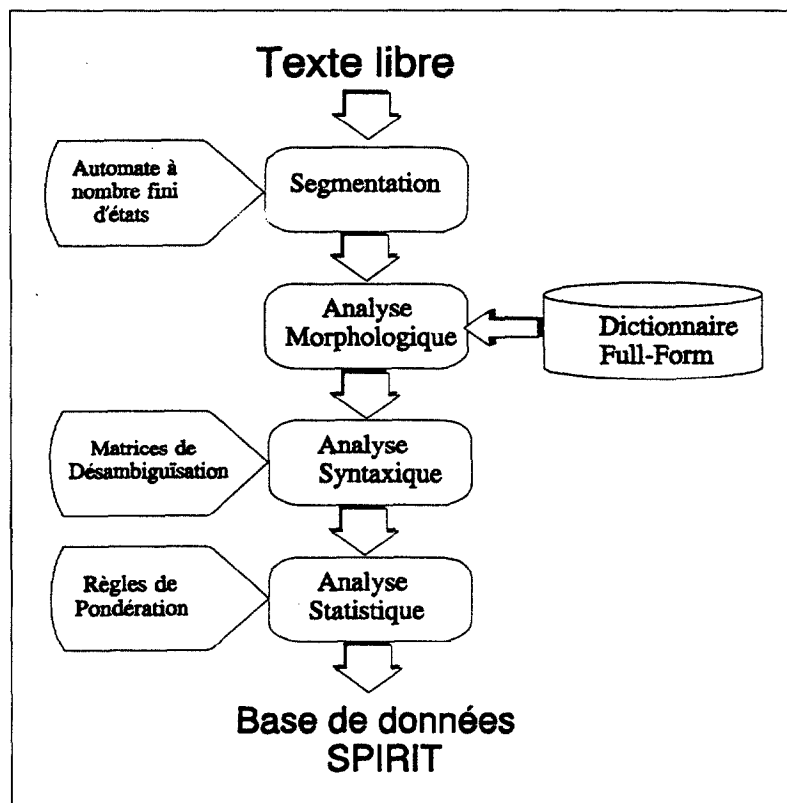 Texte libre
Automate à
nombre fini
d'états
Segmentation
Analyse
Morphologique
Dictionnaire
Full-Form
Matrices de
Désambiguïsation
Analyse
Syntaxique
Règles de
Pondération
Analyse
Statistique
Base de données
SPIRIT